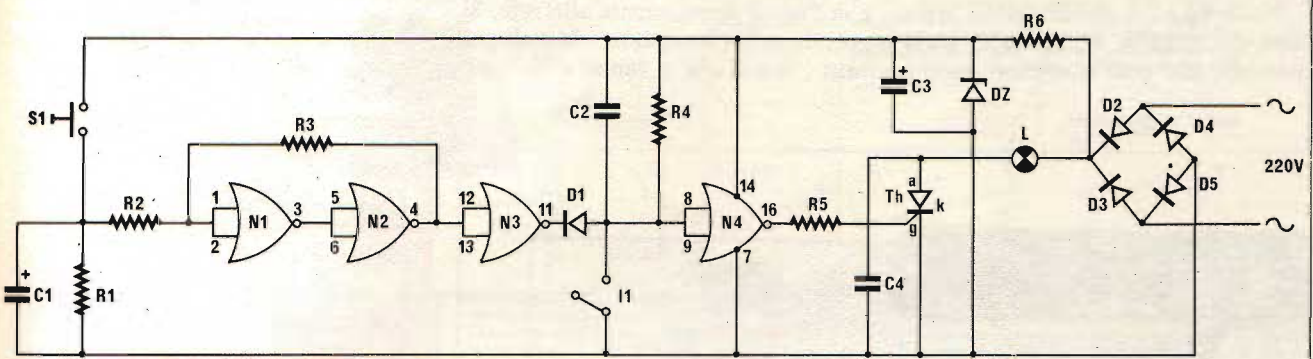 R6
S1
C2
R4
C3
DZ
D2
D4
R3
L
220V
R2
1
2
N1
3
5
6
N2
4
12
13
N3
11
D1
8
9
N4
14
16
7
R5
a
Th
k
g
D3
D5
C1
R1
I1
C4